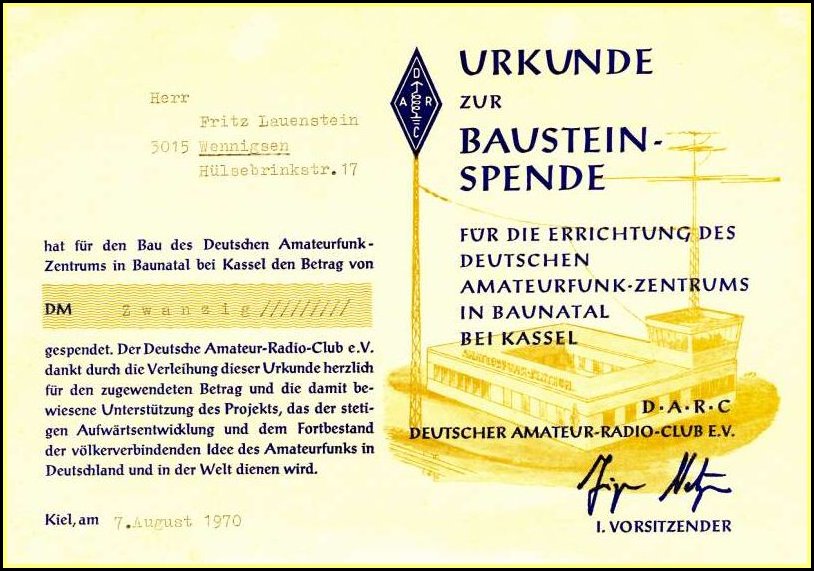 Herr
Fritz Lauenstein
3015 Wennigsen
Hülsebrinkstr.17
hat für den Bau des Deutschen Amateurfunk-
Zentrums in Baunatal bei Kassel den Betrag von
DM Zwanzig/////////
gespendet. Der Deutsche Amateur-Radio-Club e.V.
dankt durch die Verleihung dieser Urkunde herzlich
für den zugewendeten Betrag und die damit be-
wiesene Unterstützung des Projekts, das der steti-
gen Aufwärtsentwicklung und dem Fortbestand
der völkerverbindenden Idee des Amateurfunks in
Deutschland und in der Welt dienen wird.
Kiel, am 7.August 1970
D
A R
C
URKUNDE
ZUR
BAUSTEIN-
SPENDE
FÜR DIE ERRICHTUNG DES
DEUTSCHEN
AMATEURFUNK-ZENTRUMS
IN BAUNATAL
BEI KASSEL
AMATEURFUNK-ZENTRUM
D·A·R·C
DEUTSCHER AMATEUR-RADIO-CLUB E.V.
I. VORSITZENDER